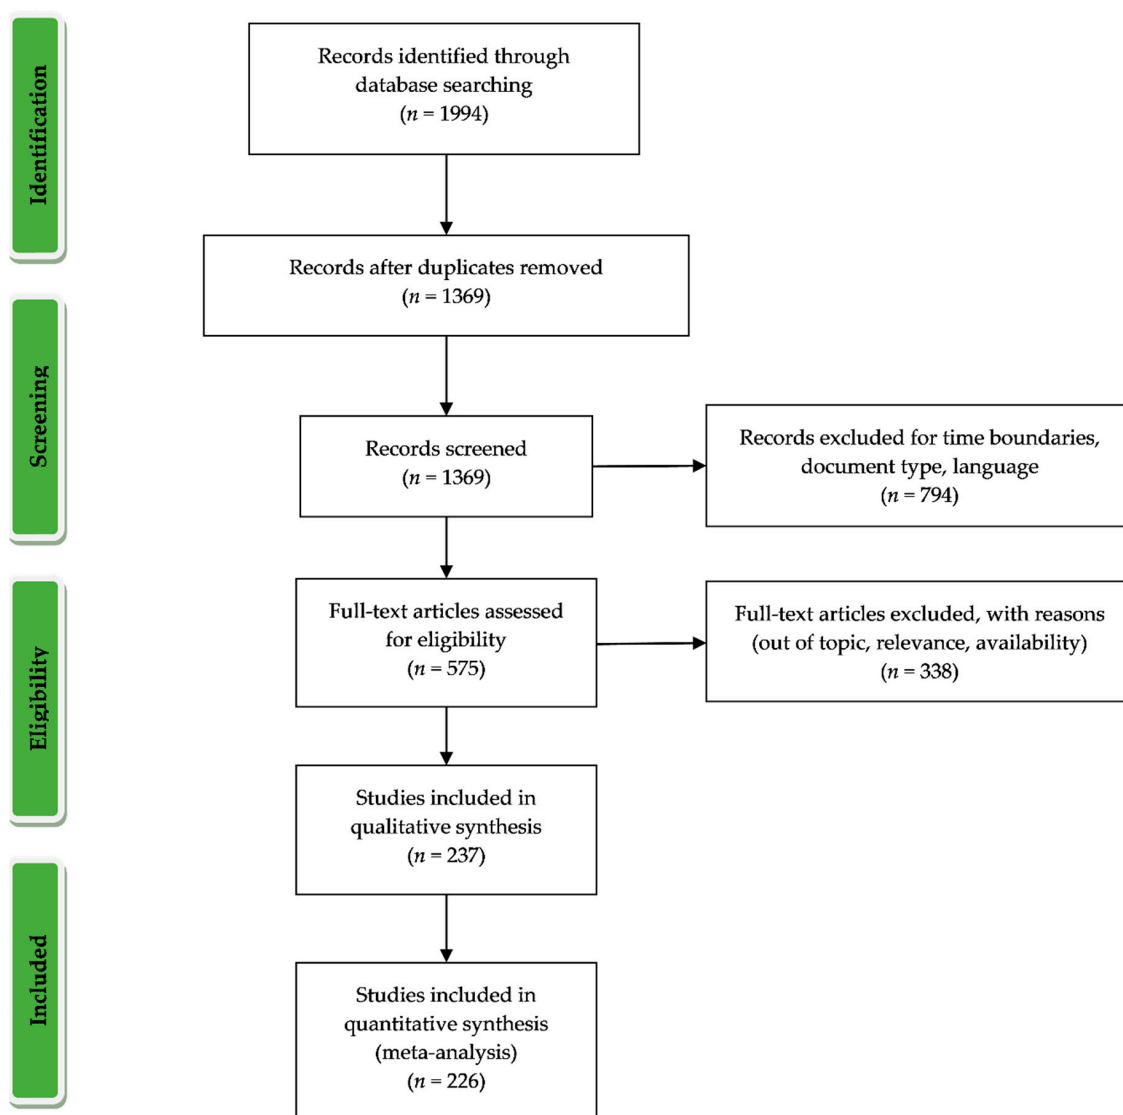 Identification
Records identified through
database searching
(n = 1994)
Records after duplicates removed
(n = 1369)
Screening
Records screened
(n = 1369)
Records excluded for time boundaries,
document type, language
(n = 794)
Eligibility
Full-text articles assessed
for eligibility
(n = 575)
Full-text articles excluded, with reasons
(out of topic, relevance, availability)
(n = 338)
Studies included in
qualitative synthesis
(n = 237)
Included
Studies included in
quantitative synthesis
(meta-analysis)
(n = 226)